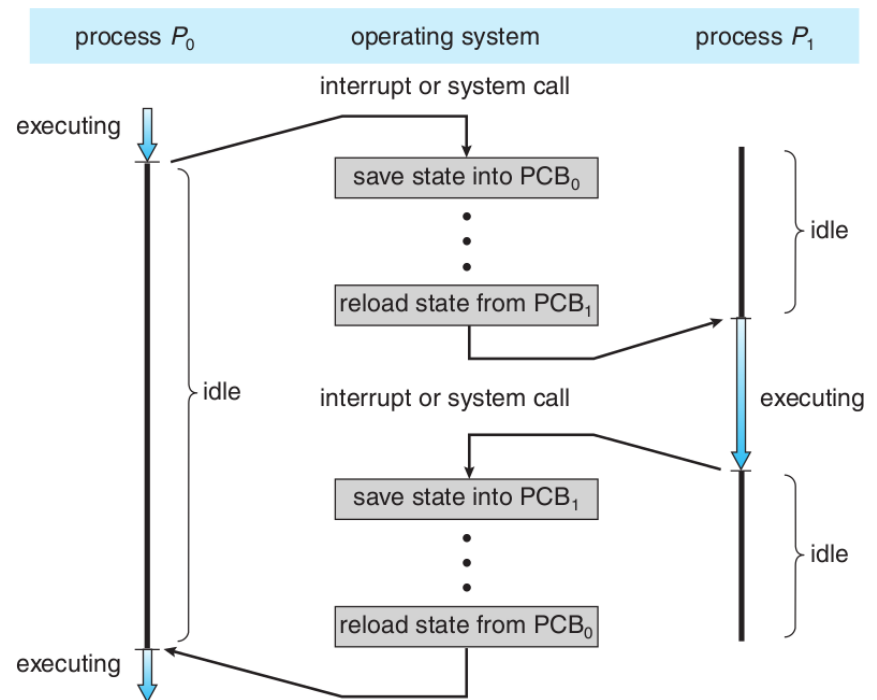 process P₀ operating system process P₁
interrupt or system call
executing
save state into PCB₀
idle
reload state from PCB₁
idle
interrupt or system call
executing
save state into PCB₁
idle
reload state from PCB₀
executing